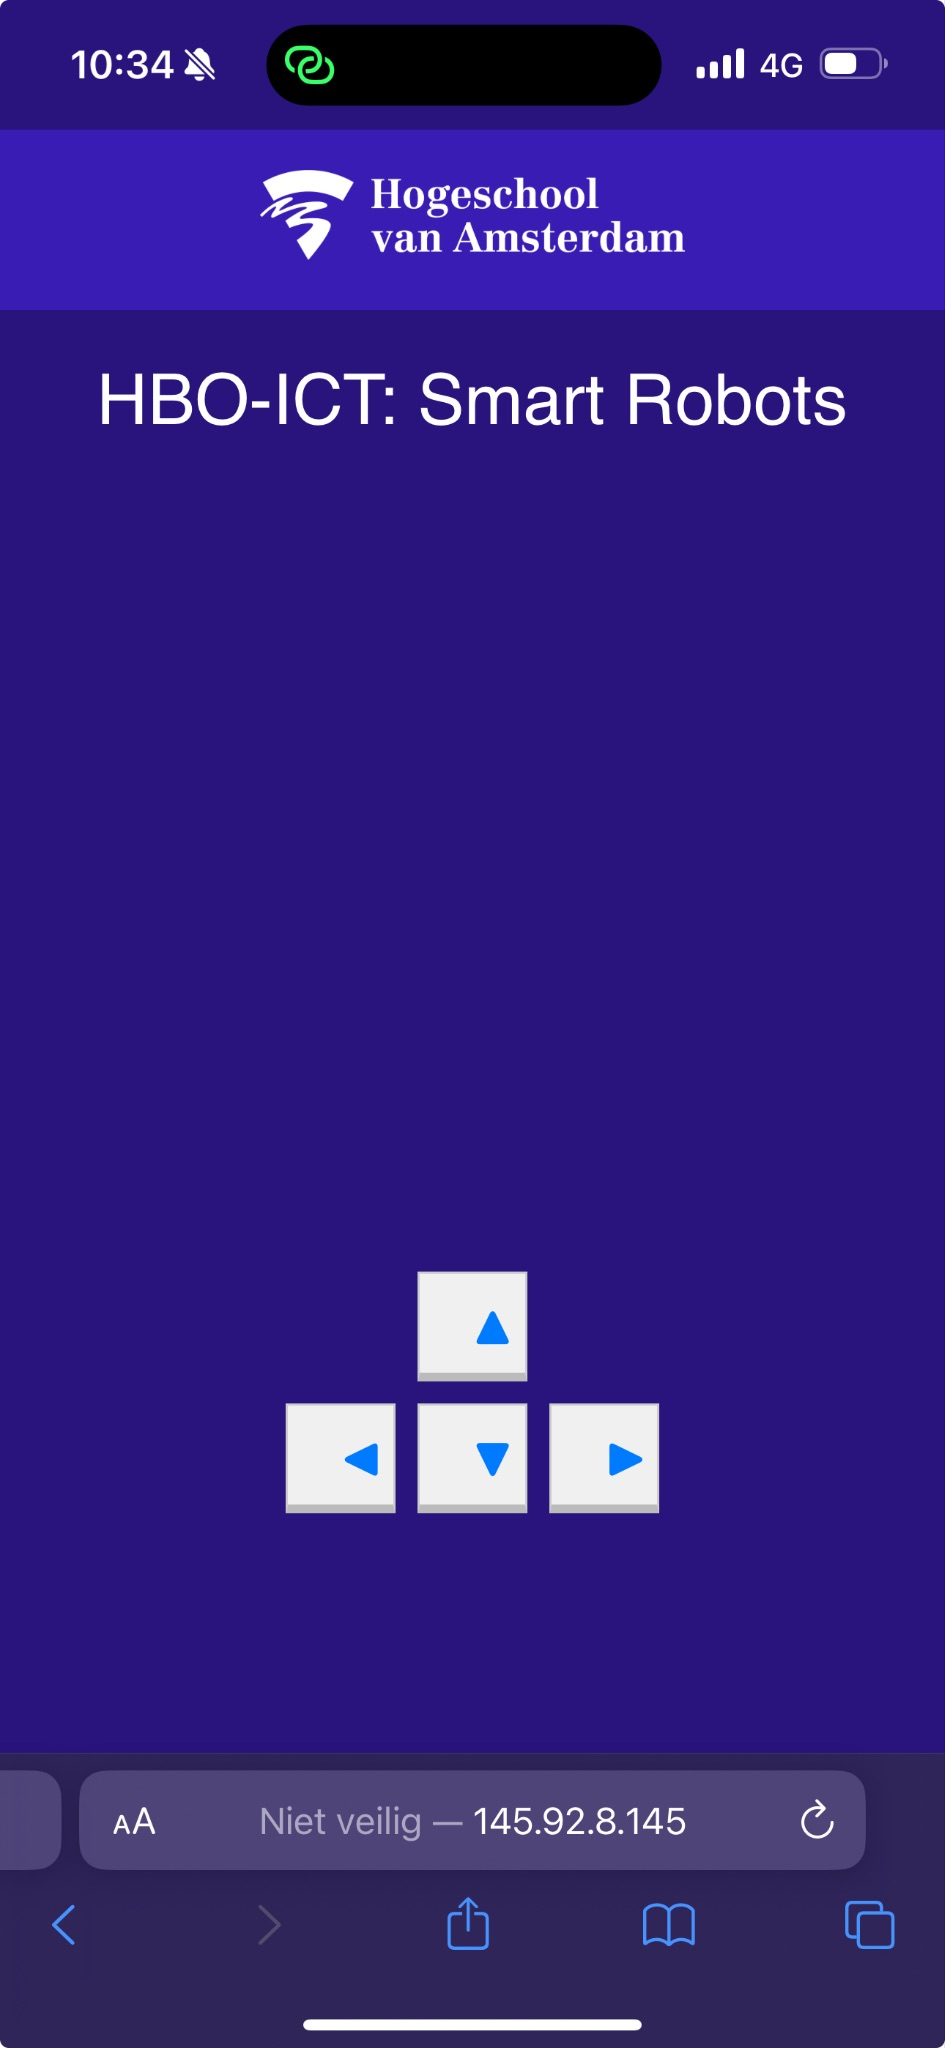 10:34
4G
Hogeschool
van Amsterdam
HBO-ICT: Smart Robots
AA
Niet veilig — 145.92.8.145